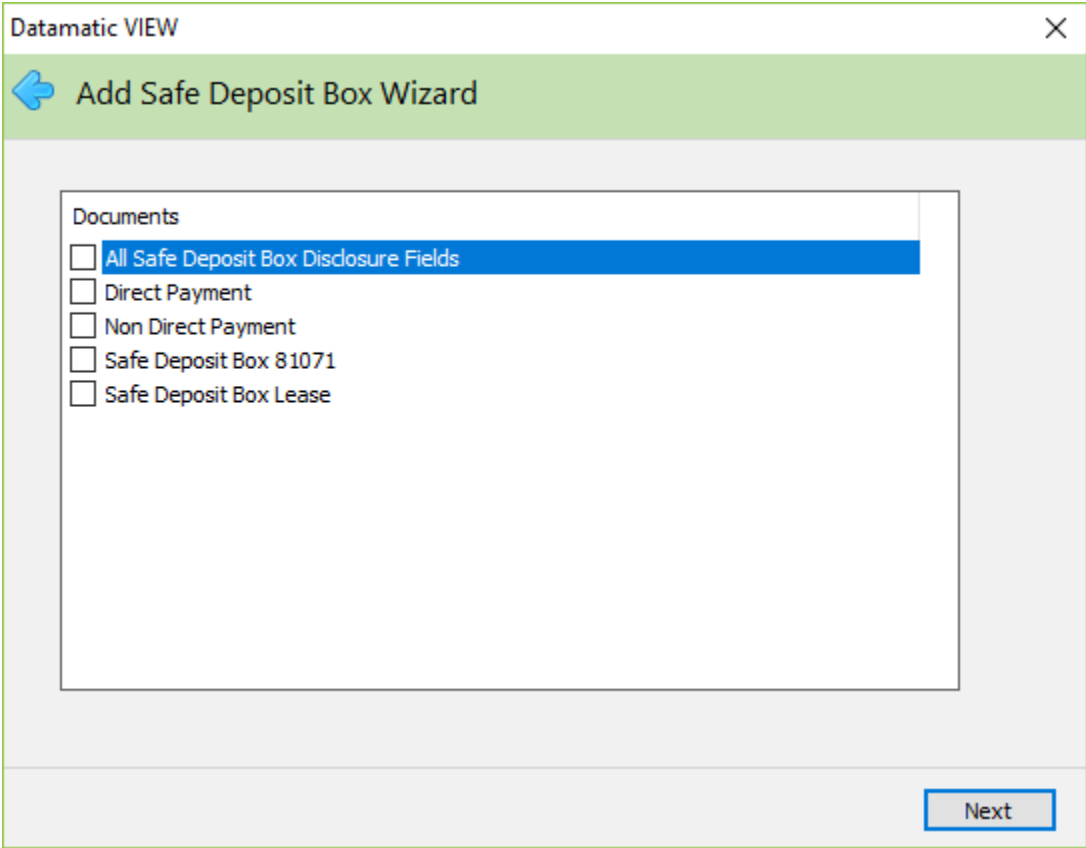 Datamatic VIEW
Add Safe Deposit Box Wizard
Documents
All Safe Deposit Box Disclosure Fields
Direct Payment
Non Direct Payment
Safe Deposit Box 81071
Safe Deposit Box Lease
Next